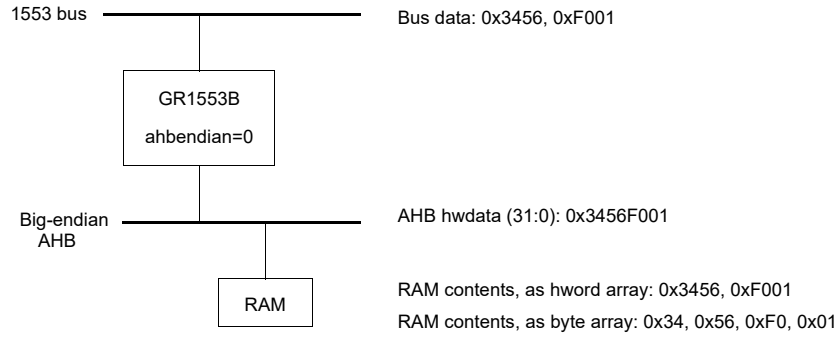 1553 bus
Bus data: 0x3456, 0xF001
GR1553B
ahbendian=0
Big-endian
AHB
AHB hwdata (31:0): 0x3456F001
RAM
RAM contents, as hword array: 0x3456, 0xF001
RAM contents, as byte array: 0x34, 0x56, 0xF0, 0x01